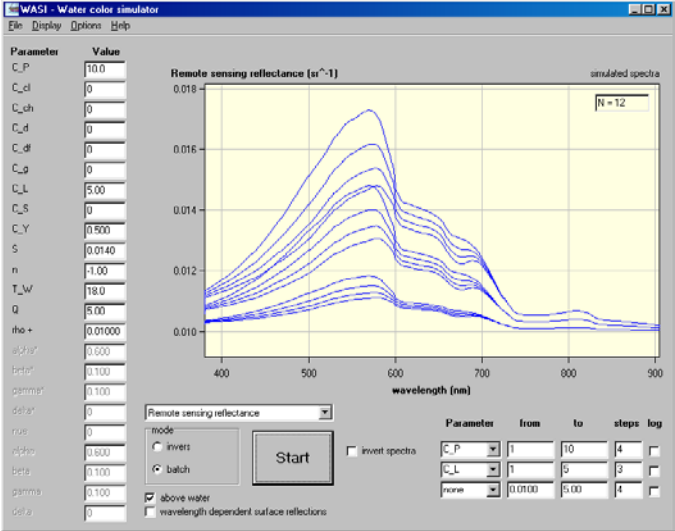 WASI - Water color simulator
File Display Options Help
Parameter Value
C_P 10.0
C_cl 0
C_ch 0
C_d 0
C_df 0
C_g 0
C_L 5.00
C_S 0
C_Y 0.500
S 0.0140
n -1.00
T_W 18.0
Q 5.00
rho + 0.01000
alpha* 0.600
beta* 0.100
gamma* 0.100
delta* 0
nue 0
alpha 0.600
beta 0.100
gamma 0.100
delta 0
Remote sensing reflectance (sr^-1) simulated spectra
N = 12
0.018
0.016
0.014
0.012
0.010
400 500 600 700 800 900
wavelength (nm)
Remote sensing reflectance
mode
invers
batch
Start
invert spectra
above water
wavelength dependent surface reflections
Parameter from to steps log
C_P 1 10 4
C_L 1 5 3
none 0.0100 5.00 4